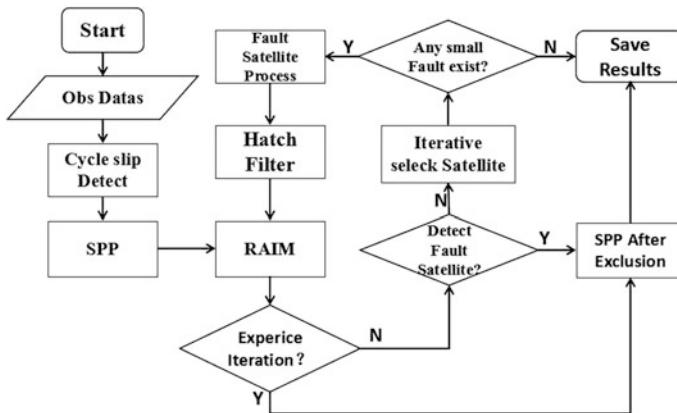 Start
Obs Datas
Cycle slip
Detect
SPP
Fault
Satellite
Process
Hatch
Filter
RAIM
Experice
Iteration？
Y
N
Detect
Fault
Satellite?
N
Y
Iterative
seleck Satellite
Any small
Fault exist?
Y
N
SPP After
Exclusion
Save
Results